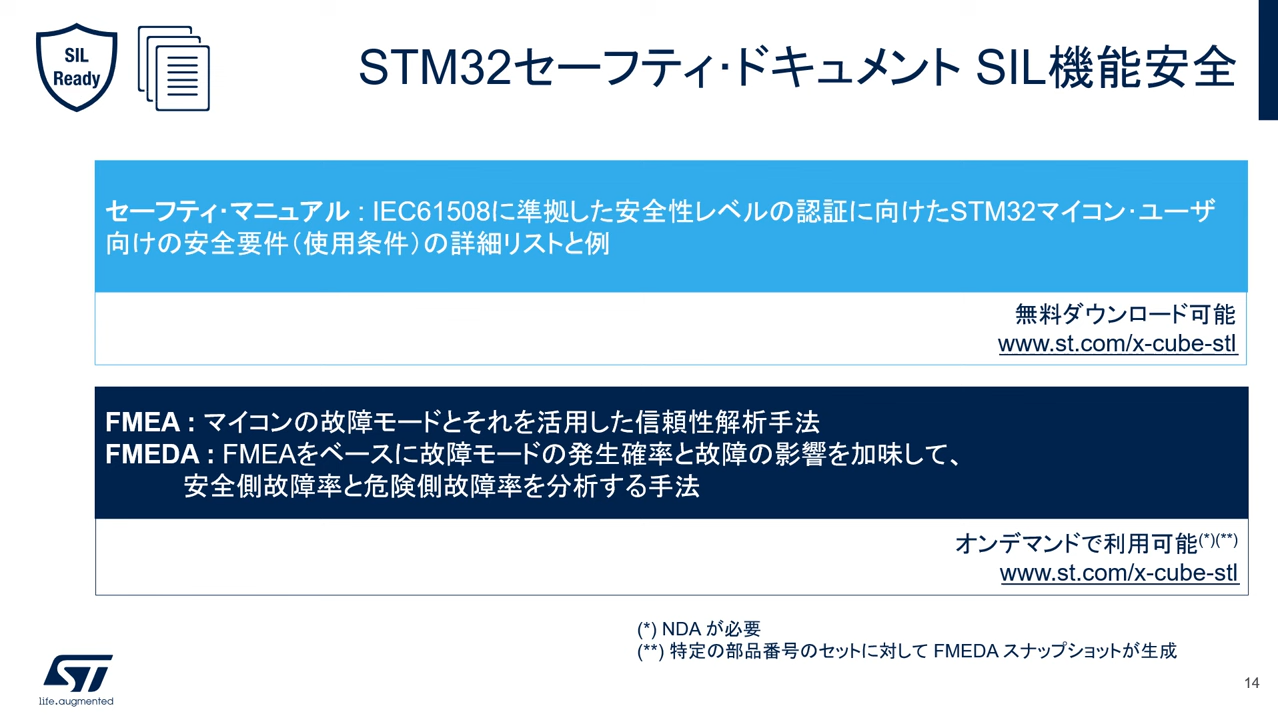 SIL
Ready
STM32セーフティ･ドキュメント SIL機能安全
セーフティ･マニュアル : IEC61508に準拠した安全性レベルの認証に向けたSTM32マイコン･ユーザ
向けの安全要件（使用条件）の詳細リストと例
無料ダウンロード可能
www.st.com/x-cube-stl
FMEA : マイコンの故障モードとそれを活用した信頼性解析手法
FMEDA : FMEAをベースに故障モードの発生確率と故障の影響を加味して、
安全側故障率と危険側故障率を分析する手法
オンデマンドで利用可能(*)(**)
www.st.com/x-cube-stl
(*) NDA が必要
(**) 特定の部品番号のセットに対して FMEDA スナップショットが生成
ST
life.augmented
14